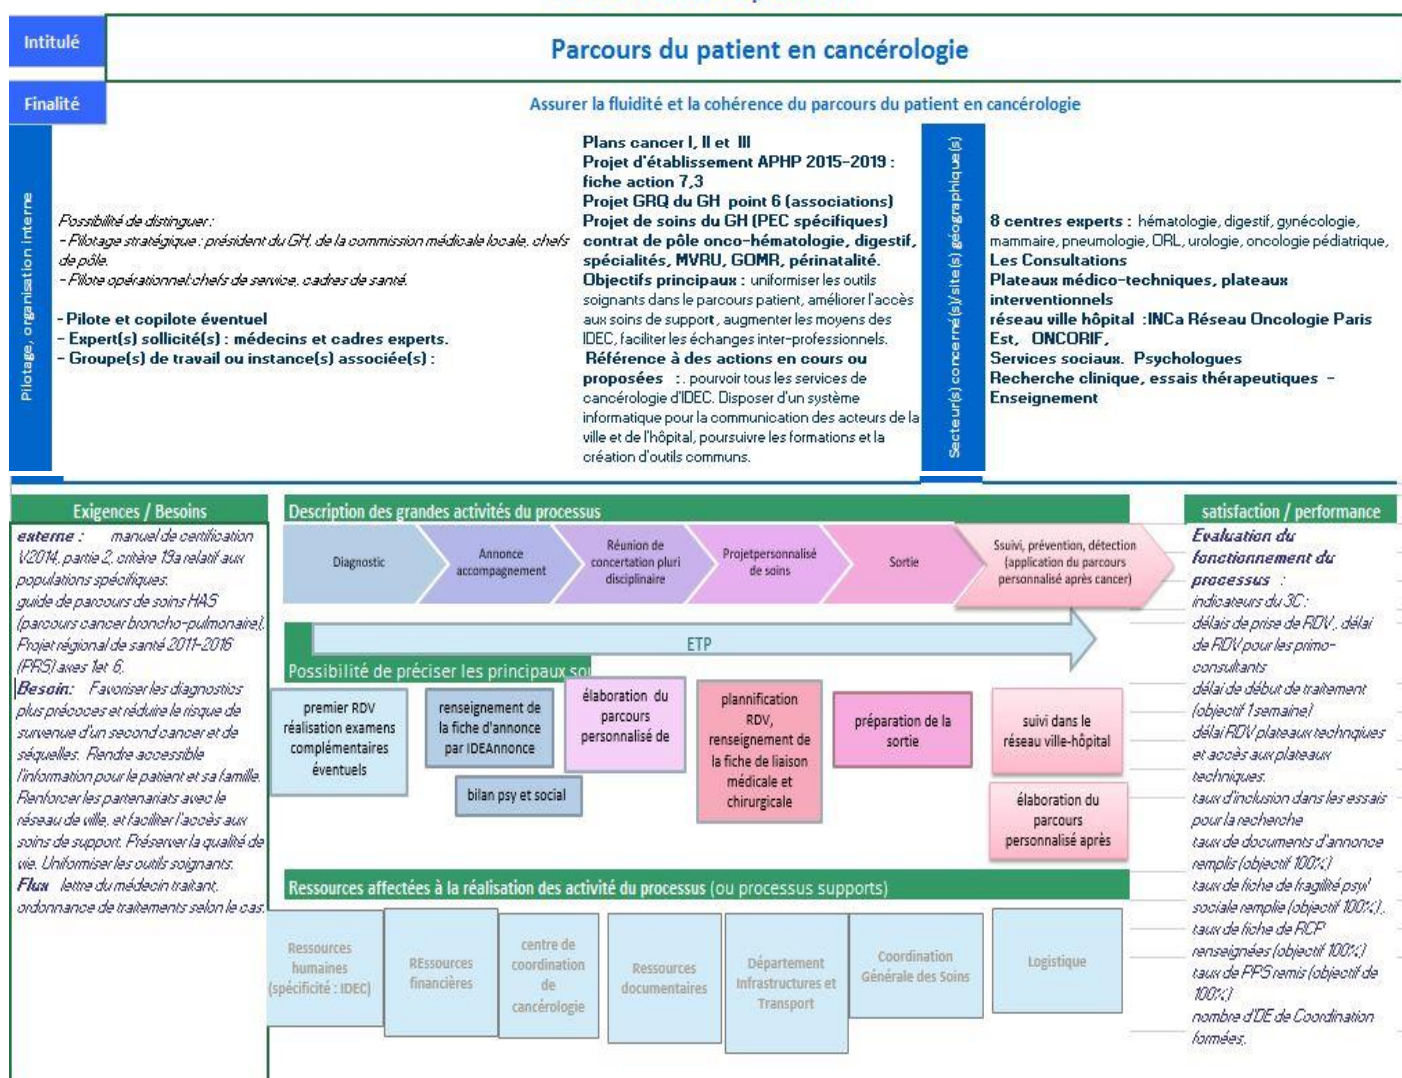 Intitulé
Parcours du patient en cancérologie
Finalité
Assurer la fluidité et la cohérence du parcours du patient en cancérologie
Pilotage, organisation interne
Possibilité de distinguer :
- Pilotage stratégique : président du GH, de la commission médicale locale, chefs
de pôle.
- Pilote opérationnel:chefs de service, cadres de santé.
- Pilote et copilote éventuel
- Expert(s) sollicité(s) : médecins et cadres experts.
- Groupe(s) de travail ou instance(s) associée(s) :
Plans cancer I, II et III
Projet d'établissement APHP 2015-2019 :
fiche action 7,3
Projet GRQ du GH point 6 (associations)
Projet de soins du GH (PEC spécifiques)
contrat de pôle onco-hématologie, digestif,
spécialités, MVRU, GOMR, périnatalité.
Objectifs principaux : uniformiser les outils
soignants dans le parcours patient, améliorer l'accès
aux soins de support, augmenter les moyens des
IDEC, faciliter les échanges inter-professionnels.
Référence à des actions en cours ou
proposées :. pourvoir tous les services de
cancérologie d'IDEC. Disposer d'un système
informatique pour la communication des acteurs de la
ville et de l'hôpital, poursuivre les formations et la
création d'outils communs.
Secteur(s) concerné(s)/site(s) géographique(s)
8 centres experts : hématologie, digestif, gynécologie,
mammaire, pneumologie, ORL, urologie, oncologie pédiatrique,
Les Consultations
Plateaux médico-techniques, plateaux
interventionnels
réseau ville hôpital :INCa Réseau Oncologie Paris
Est, ONCORIF,
Services sociaux. Psychologues
Recherche clinique, essais thérapeutiques -
Enseignement
Exigences / Besoins
externe : manuel de certification
V2014, partie 2, critère 19a relatif aux
populations spécifiques.
guide de parcours de soins HAS
(parcours cancer broncho-pulmonaire).
Projet régional de santé 2011-2016
(PRS) axes 1et 6.
Besoin: Favoriser les diagnostics
plus précoces et réduire le risque de
survenue d'un second cancer et de
séquelles. Rendre accessible
l'information pour le patient et sa famille.
Renforcer les partenariats avec le
réseau de ville, et faciliter l'accès aux
soins de support. Préserver la qualité de
vie. Uniformiser les outils soignants.
Flux lettre du médecin traitant,
ordonnance de traitements selon le cas.
Description des grandes activités du processus
Diagnostic
Annonce
accompagnement
Réunion de
concertation pluri
disciplinaire
Projetpersonnalisé
de soins
Sortie
Ssuivi, prévention, détection
(application du parcours
personnalisé après cancer)
ETP
Possibilité de préciser les principaux sou
premier RDV
réalisation examens
complémentaires
éventuels
renseignement de
la fiche d'annonce
par IDEAnnonce
bilan psy et social
élaboration du
parcours
personnalisé de
plannification
RDV,
renseignement de
la fiche de liaison
médicale et
chirurgicale
préparation de la
sortie
suivi dans le
réseau ville-hôpital
élaboration du
parcours
personnalisé après
Ressources affectées à la réalisation des activité du processus (ou processus supports)
Ressources
humaines
(spécificité : IDEC)
REssources
financières
centre de
coordination
de
cancérologie
Ressources
documentaires
Département
Infrastructures et
Transport
Coordination
Générale des Soins
Logistique
satisfaction / performance
Evaluation du
fonctionnement du
processus :
indicateurs du 3C :
délais de prise de RDV, délai
de RDV pour les primo-
consultants
délai de début de traitement
(objectif 1 semaine)
délai RDV plateaux technqiues
et accès aux plateaux
techniques.
taux d'inclusion dans les essais
pour la recherche
taux de documents d'annonce
remplis (objectif 100%)
taux de fiche de fragilité psy/
sociale remplie (objectif 100%),
taux de fiche de RCP
renseignées (objectif 100%)
taux de PPS remis (objectif de
100%)
nombre d'IDE de Coordination
formées.